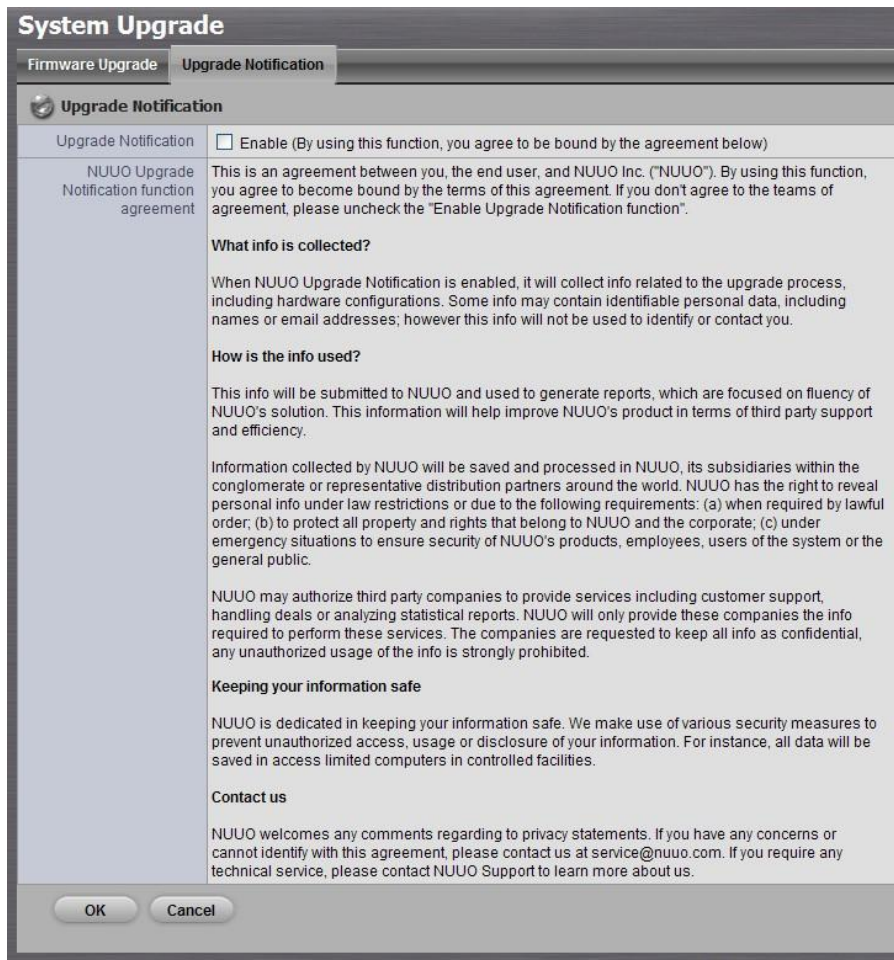 System Upgrade
Firmware Upgrade
Upgrade Notification
Upgrade Notification
Upgrade Notification
Enable (By using this function, you agree to be bound by the agreement below)
NUUO Upgrade
Notification function
agreement
This is an agreement between you, the end user, and NUUO Inc. ("NUUO"). By using this function,
you agree to become bound by the terms of this agreement. If you don't agree to the teams of
agreement, please uncheck the "Enable Upgrade Notification function".
What info is collected?
When NUUO Upgrade Notification is enabled, it will collect info related to the upgrade process,
including hardware configurations. Some info may contain identifiable personal data, including
names or email addresses; however this info will not be used to identify or contact you.
How is the info used?
This info will be submitted to NUUO and used to generate reports, which are focused on fluency of
NUUO's solution. This information will help improve NUUO's product in terms of third party support
and efficiency.
Information collected by NUUO will be saved and processed in NUUO, its subsidiaries within the
conglomerate or representative distribution partners around the world. NUUO has the right to reveal
personal info under law restrictions or due to the following requirements: (a) when required by lawful
order; (b) to protect all property and rights that belong to NUUO and the corporate; (c) under
emergency situations to ensure security of NUUO's products, employees, users of the system or the
general public.
NUUO may authorize third party companies to provide services including customer support,
handling deals or analyzing statistical reports. NUUO will only provide these companies the info
required to perform these services. The companies are requested to keep all info as confidential,
any unauthorized usage of the info is strongly prohibited.
Keeping your information safe
NUUO is dedicated in keeping your information safe. We make use of various security measures to
prevent unauthorized access, usage or disclosure of your information. For instance, all data will be
saved in access limited computers in controlled facilities.
Contact us
NUUO welcomes any comments regarding to privacy statements. If you have any concerns or
cannot identify with this agreement, please contact us at service@nuuo.com. If you require any
technical service, please contact NUUO Support to learn more about us.
OK
Cancel